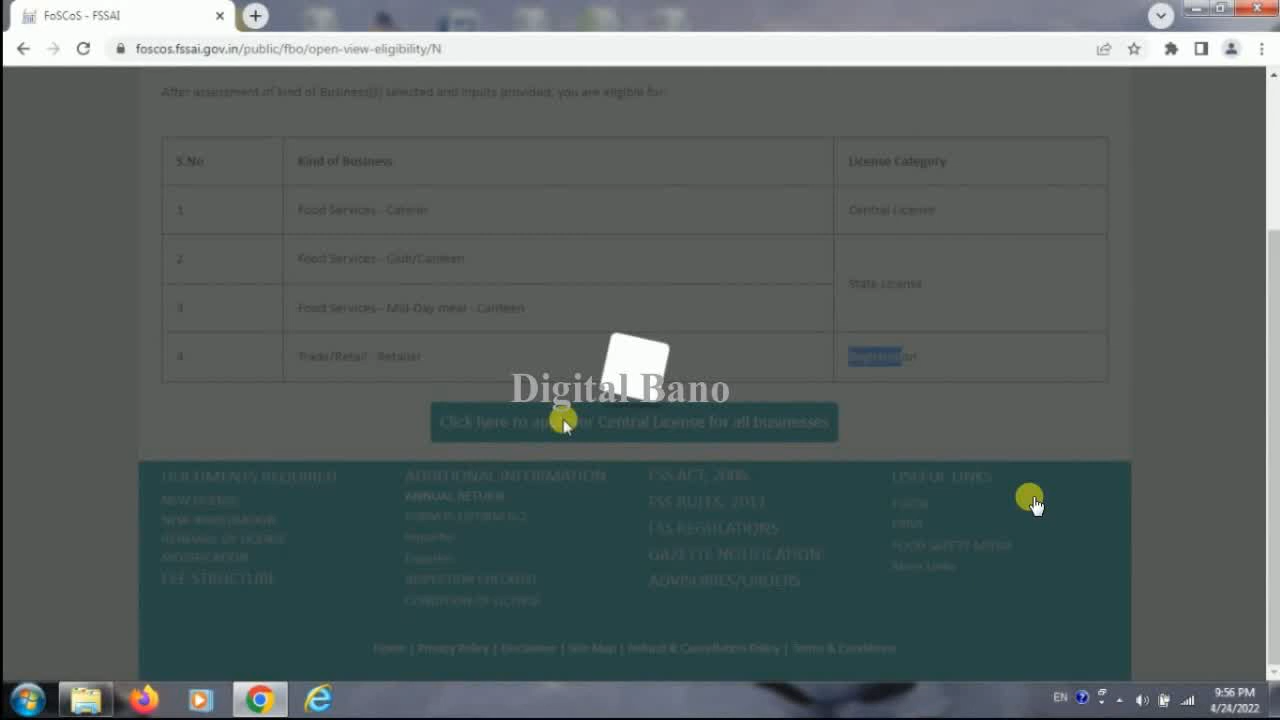 FoSCoS - FSSAI
foscos.fssai.gov.in/public/fbo/open-view-eligibility/N
After assessment of kind of Business(s) selected and inputs provided, you are eligible for:
S.No Kind of Business License Category
1 Food Services - Caterer Central License
2 Food Services - Club/Canteen State License
3 Food Services - Mid-Day meal - Canteen
4 Trade/Retail - Retailer Registration
Digital Bano
Click here to for Central License for all businesses
DOCUMENTS REQUIRED
NEW LICENSE
NEW REGISTRATION
RENEWAL OF LICENSE
MODIFICATION
FEE STRUCTURE
ADDITIONAL INFORMATION
ANNUAL RETURN
Importer
INSPECTION CHECKLIST
CONDITION OF LICENSE
FSS ACT, 2006
FSS RULES, 2011
FSS REGULATIONS
GAZETTE NOTIFICATION
ADVISORIES/ORDERS
USEFUL LINKS
FOOD SAFETY MITRA
More Links
Home | Privacy Policy | Disclaimer | Site Map | Refund & Cancellation Policy | Terms & Conditions
EN
9:56 PM
4/24/2022